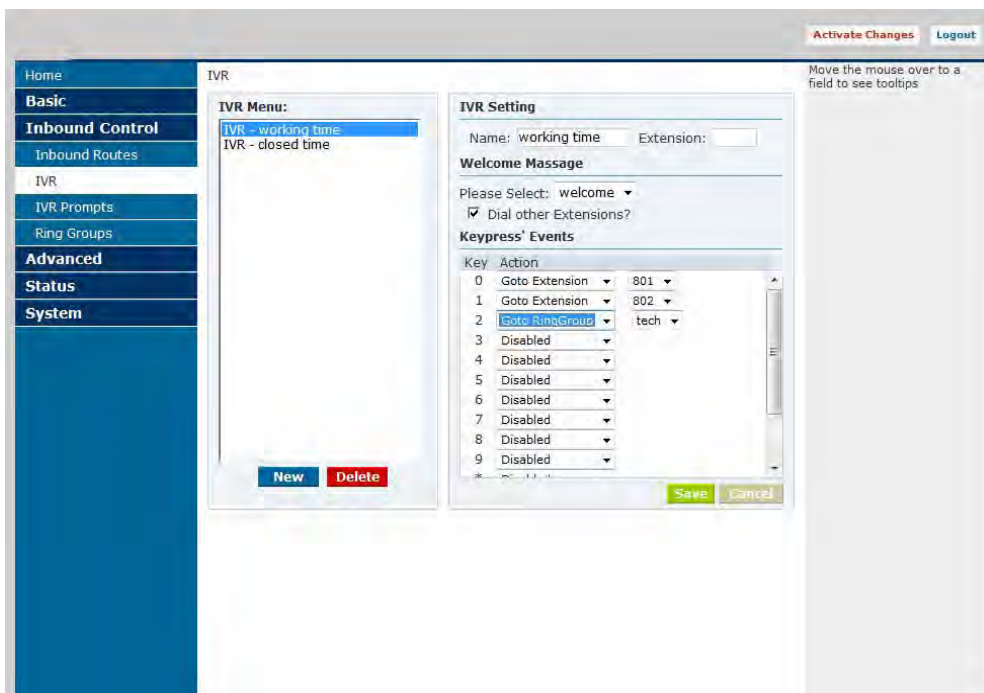 Activate Changes Logout
Home
Basic
Inbound Control
Inbound Routes
IVR
IVR Prompts
Ring Groups
Advanced
Status
System
IVR
IVR Menu:
IVR - working time
IVR - closed time
New Delete
IVR Setting
Name: working time Extension:
Welcome Massage
Please Select: welcome
Dial other Extensions?
Keypress' Events
Key Action
0 Goto Extension 801
1 Goto Extension 802
2 Goto RingGroup tech
3 Disabled
4 Disabled
5 Disabled
6 Disabled
7 Disabled
8 Disabled
9 Disabled
Save Cancel
Move the mouse over to a
field to see tooltips